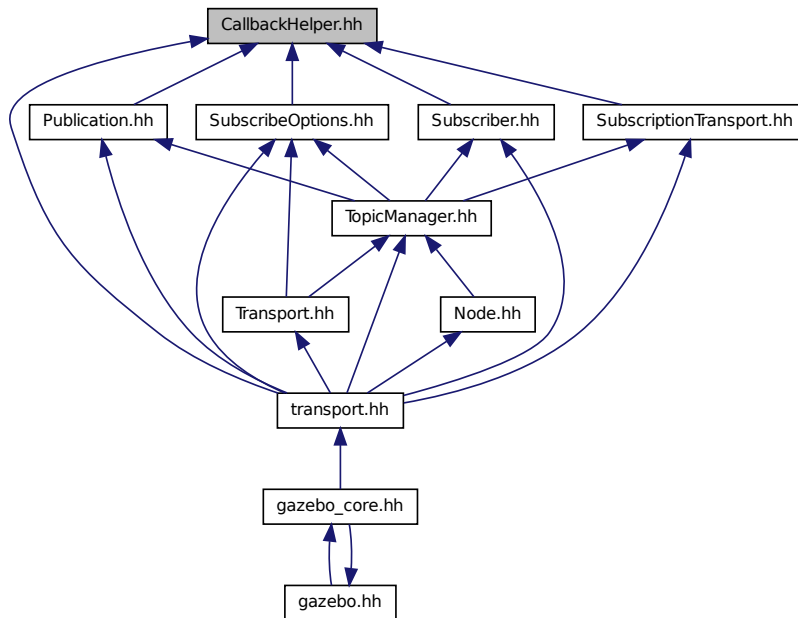 CallbackHelper.hh
Publication.hh
SubscribeOptions.hh
Subscriber.hh
SubscriptionTransport.hh
TopicManager.hh
Transport.hh
Node.hh
transport.hh
gazebo_core.hh
gazebo.hh